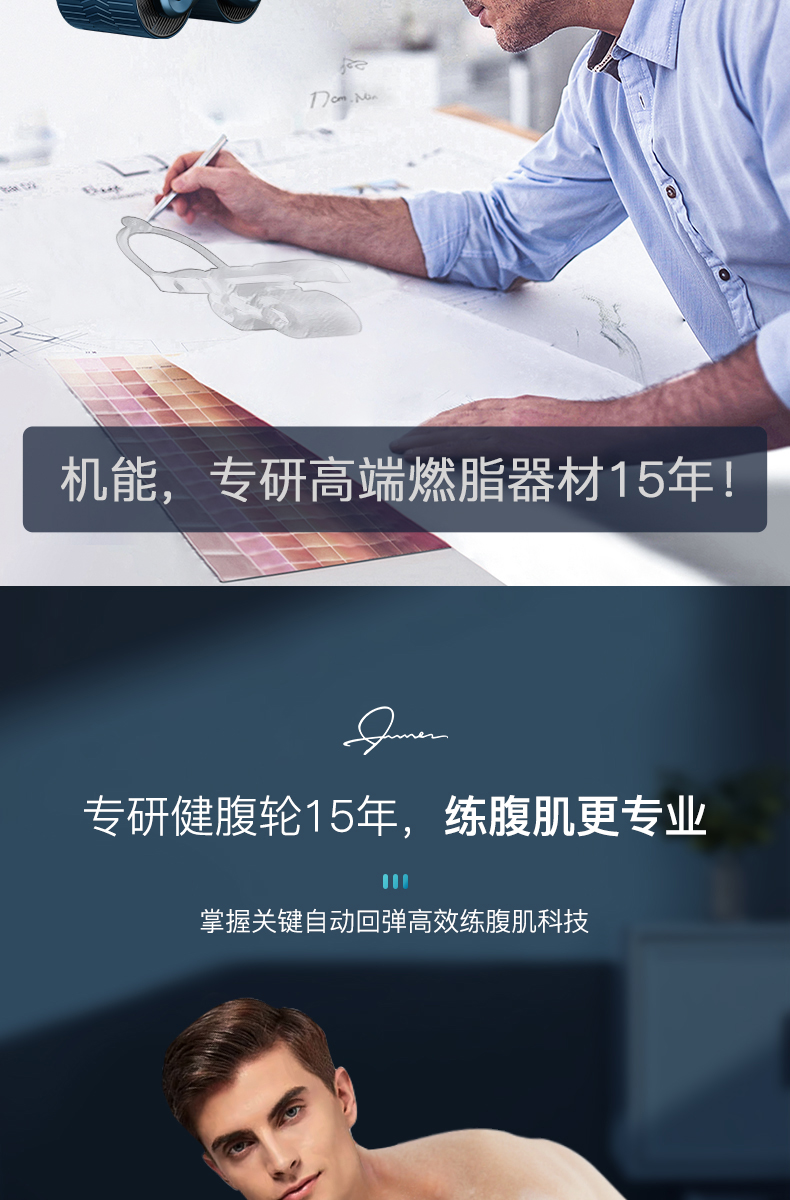 机能，专研高端燃脂器材15年！
专研健腹轮15年，练腹肌更专业
掌握关键自动回弹高效练腹肌科技